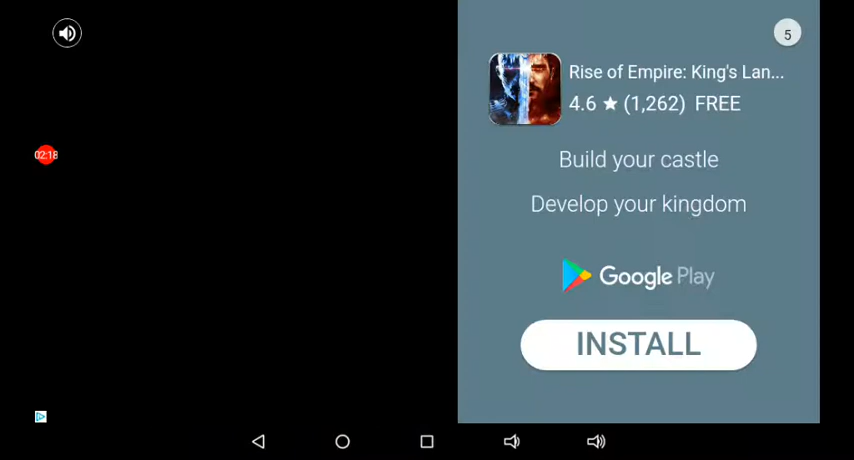 5
Rise of Empire: King's Lan...
4.6 ★ (1,262) FREE
02:18
Build your castle
Develop your kingdom
Google Play
INSTALL